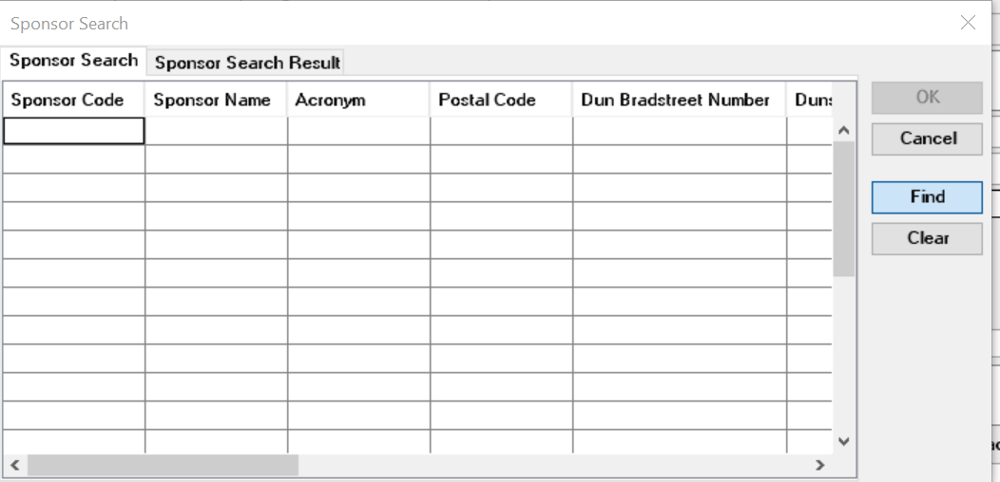 Sponsor Search
Sponsor Search Sponsor Search Result
Sponsor Code Sponsor Name Acronym Postal Code Dun Bradstreet Number Duns
OK
Cancel
Find
Clear